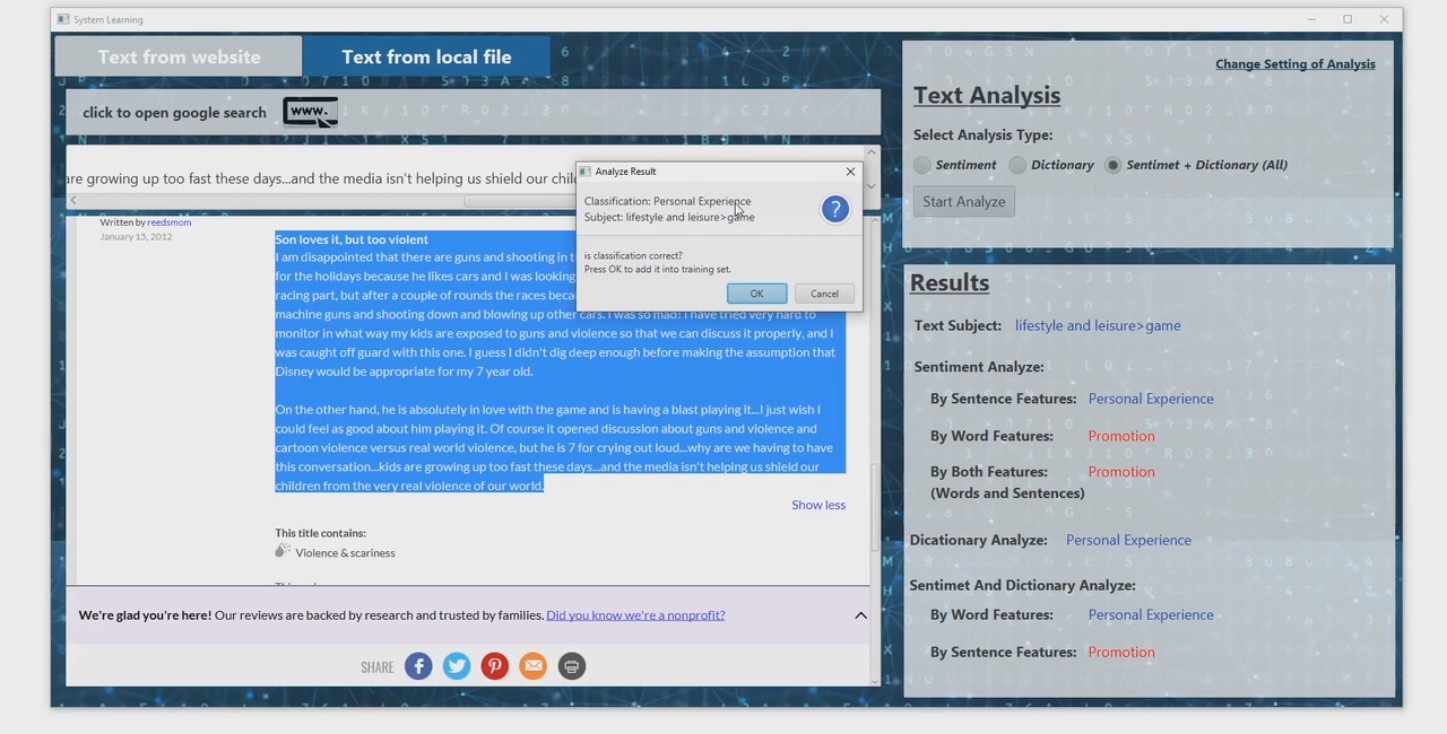 System Learning
Text from website
Text from local file
click to open google search
www.
are growing up too fast these days...and the media isn't helping us shield our chil
Written by reedsmom
January 15, 2012
Son loves it, but too violent
I am disappointed that there are guns and shooting in t
for the holidays because he likes cars and I was looking
racing part, but after a couple of rounds the races beca
machine guns and shooting down and blowing up other cars. I was so mad! I have tried very hard to
monitor in what way my kids are exposed to guns and violence so that we can discuss it properly, and I
was caught off guard with this one. I guess I didn't dig deep enough before making the assumption that
Disney would be appropriate for my 7 year old.
On the other hand, he is absolutely in love with the game and is having a blast playing it...I just wish I
could feel as good about him playing it. Of course it opened discussion about guns and violence and
cartoon violence versus real world violence, but he is 7 for crying out loud...why are we having to have
this conversation...kids are growing up too fast these days...and the media isn't helping us shield our
children from the very real violence of our world.
Show less
This title contains:
Violence & scariness
We're glad you're here! Our reviews are backed by research and trusted by families. Did you know we're a nonprofit?
SHARE
Analyze Result
Classification: Personal Experience
Subject: lifestyle and leisure>game
is classification correct?
Press OK to add it into training set.
OK
Cancel
Change Setting of Analysis
Text Analysis
Select Analysis Type:
Sentiment
Dictionary
Sentimet + Dictionary (All)
Start Analyze
Results
Text Subject: lifestyle and leisure>game
Sentiment Analyze:
By Sentence Features: Personal Experience
By Word Features: Promotion
By Both Features: Promotion
(Words and Sentences)
Dicationary Analyze: Personal Experience
Sentimet And Dictionary Analyze:
By Word Features: Personal Experience
By Sentence Features: Promotion